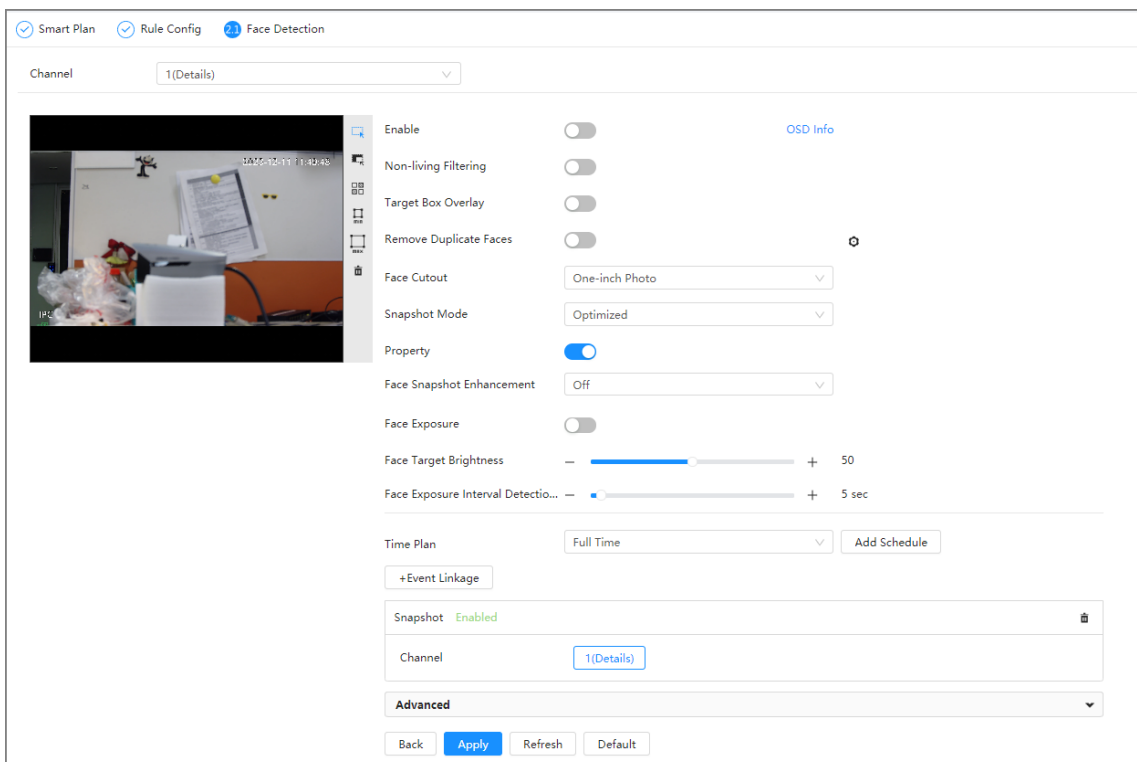 Smart Plan Rule Config 2.1 Face Detection
Channel 1(Details)
Enable OSD Info
Non-living Filtering
Target Box Overlay
min
Remove Duplicate Faces
max
Face Cutout One-inch Photo
Snapshot Mode Optimized
IPC
Property
Face Snapshot Enhancement Off
Face Exposure
Face Target Brightness − + 50
Face Exposure Interval Detectio... − + 5 sec
Time Plan Full Time Add Schedule
+Event Linkage
Snapshot Enabled
Channel 1(Details)
Advanced
Back Apply Refresh Default